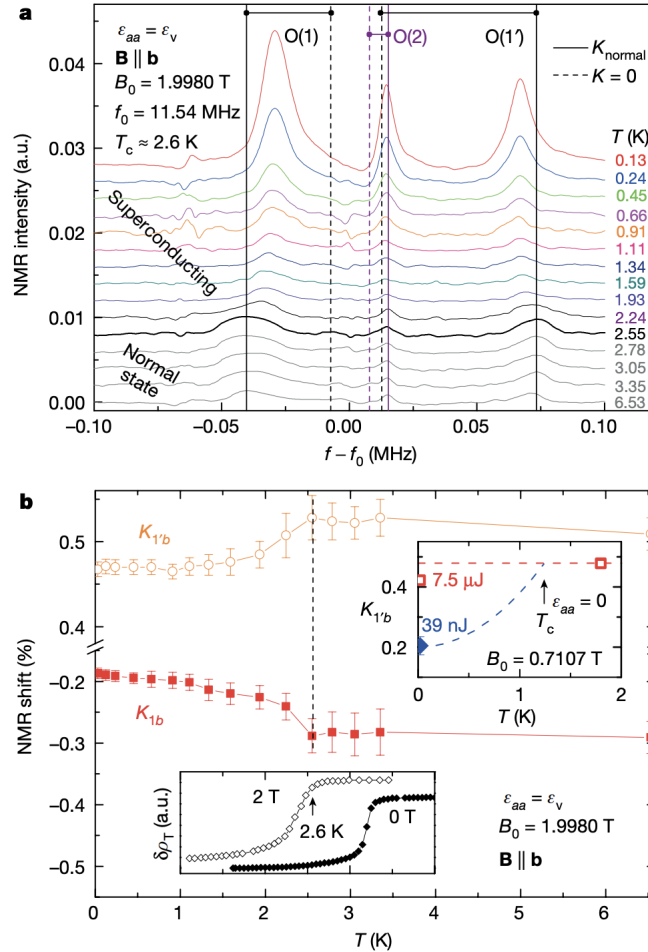 a
O(1)
O(2)
O(1′)
ε_aa = ε_v
B ∥ b
B₀ = 1.9980 T
f₀ = 11.54 MHz
T_c ≈ 2.6 K
K_normal
K = 0
T (K)
0.13
0.24
0.45
0.66
0.91
1.11
1.34
1.59
1.93
2.24
2.55
2.78
3.05
3.35
6.53
Superconducting
Normal
state
NMR intensity (a.u.)
0.04
0.03
0.02
0.01
0.00
−0.10
−0.05
0.00
0.05
0.10
f − f₀ (MHz)
b
K_1′b
K_1b
NMR shift (%)
0.5
0.4
−0.2
−0.3
−0.4
−0.5
K_1′b
0.4
0.2
7.5 µJ
39 nJ
ε_aa = 0
T_c
B₀ = 0.7107 T
0
1
2
T (K)
δρ_T (a.u.)
2 T
0 T
2.6 K
ε_aa = ε_v
B₀ = 1.9980 T
B ∥ b
0
1
2
3
4
5
6
T (K)